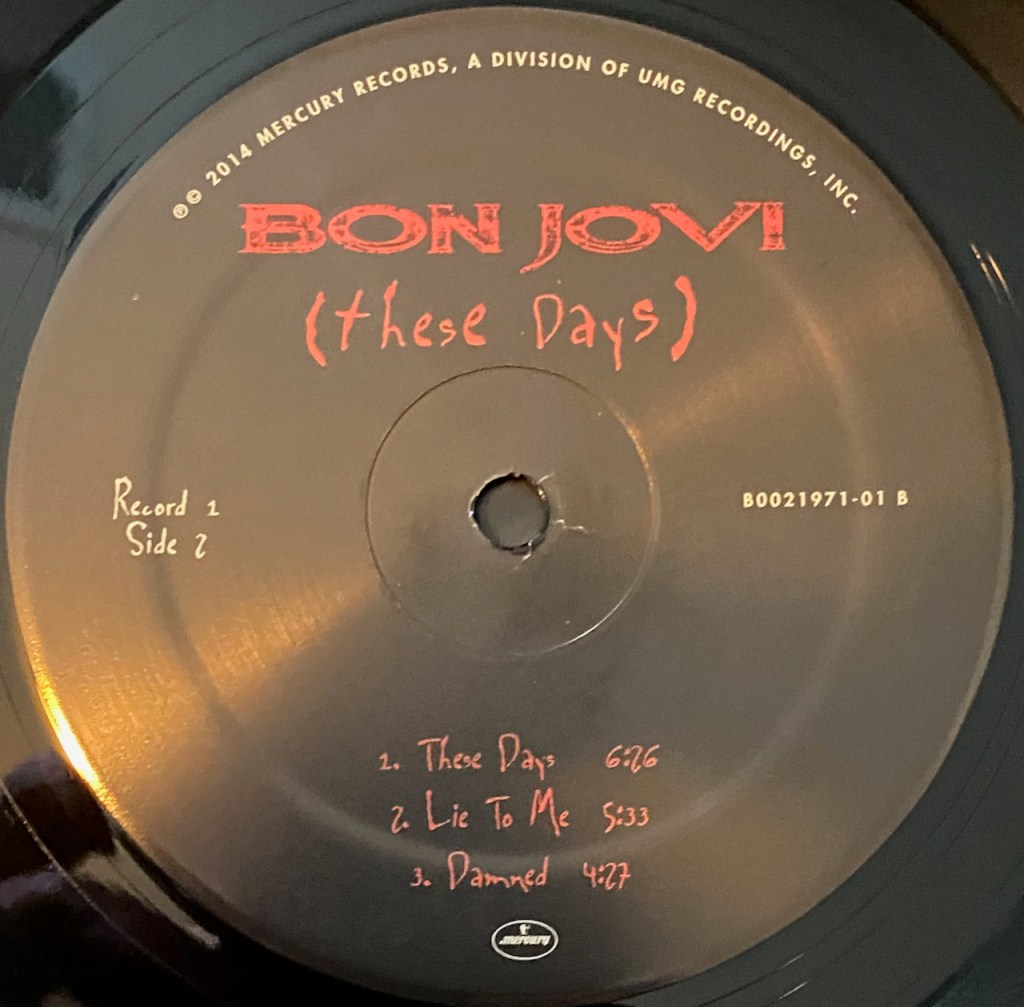 ℗© 2014 MERCURY RECORDS, A DIVISION OF UMG RECORDINGS, INC.
BON JOVI
(these Days)
Record 1
Side 2
B0021971-01 B
1. These Days 6:26
2. Lie To Me 5:33
3. Damned 4:27
mercury